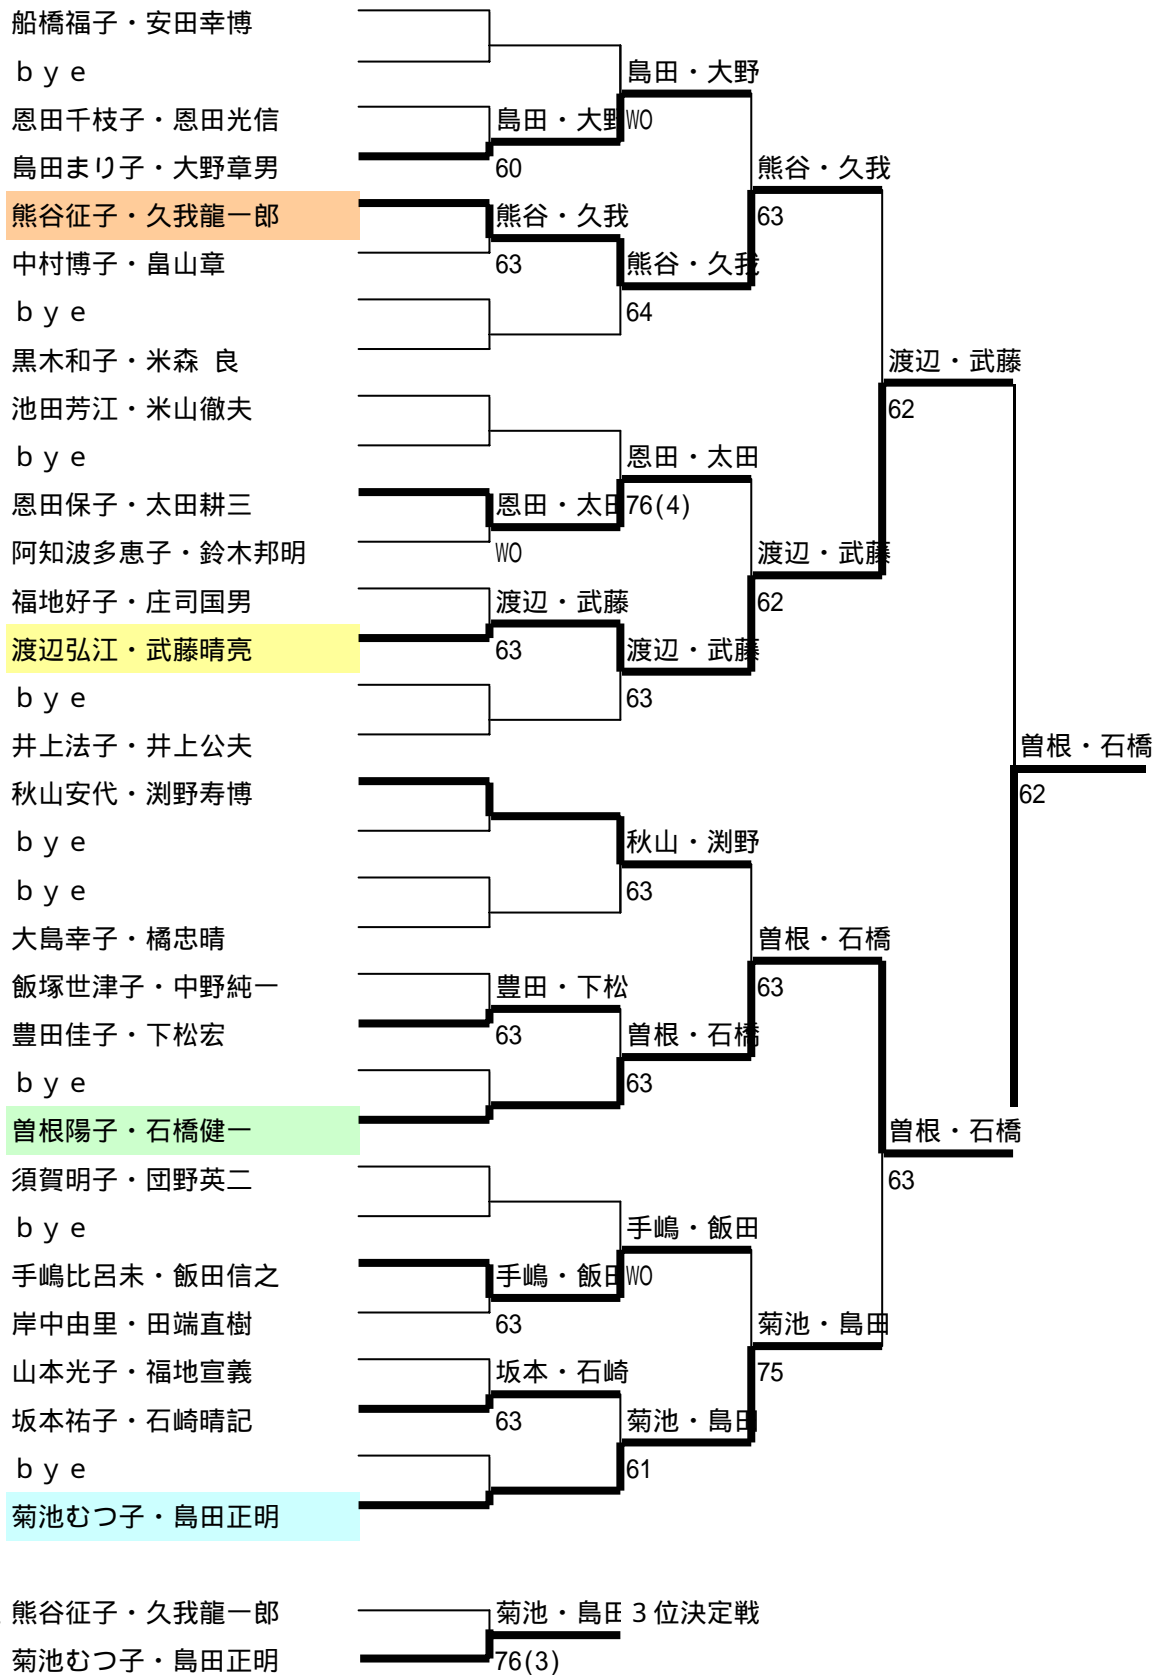 船橋福子・安田幸博
ｂｙｅ
島田・大野
恩田千枝子・恩田光信
島田・大野 WO
島田まり子・大野章男
60
熊谷・久我
熊谷征子・久我龍一郎
熊谷・久我
63
中村博子・畠山章
63
熊谷・久我
ｂｙｅ
64
黒木和子・米森 良
渡辺・武藤
池田芳江・米山徹夫
62
ｂｙｅ
恩田・太田
恩田保子・太田耕三
恩田・太田 76(4)
阿知波多恵子・鈴木邦明
WO
渡辺・武藤
福地好子・庄司国男
渡辺・武藤
62
渡辺弘江・武藤晴亮
63
渡辺・武藤
ｂｙｅ
63
井上法子・井上公夫
曽根・石橋
秋山安代・渕野寿博
62
ｂｙｅ
秋山・渕野
ｂｙｅ
63
大島幸子・橘忠晴
曽根・石橋
飯塚世津子・中野純一
豊田・下松
63
豊田佳子・下松宏
63
曽根・石橋
ｂｙｅ
63
曽根陽子・石橋健一
曽根・石橋
須賀明子・団野英二
63
ｂｙｅ
手嶋・飯田
手嶋比呂未・飯田信之
手嶋・飯田 WO
岸中由里・田端直樹
63
菊池・島田
山本光子・福地宣義
坂本・石崎
75
坂本祐子・石崎晴記
63
菊池・島田
ｂｙｅ
61
菊池むつ子・島田正明
熊谷征子・久我龍一郎
菊池・島田 ３位決定戦
菊池むつ子・島田正明
76(3)